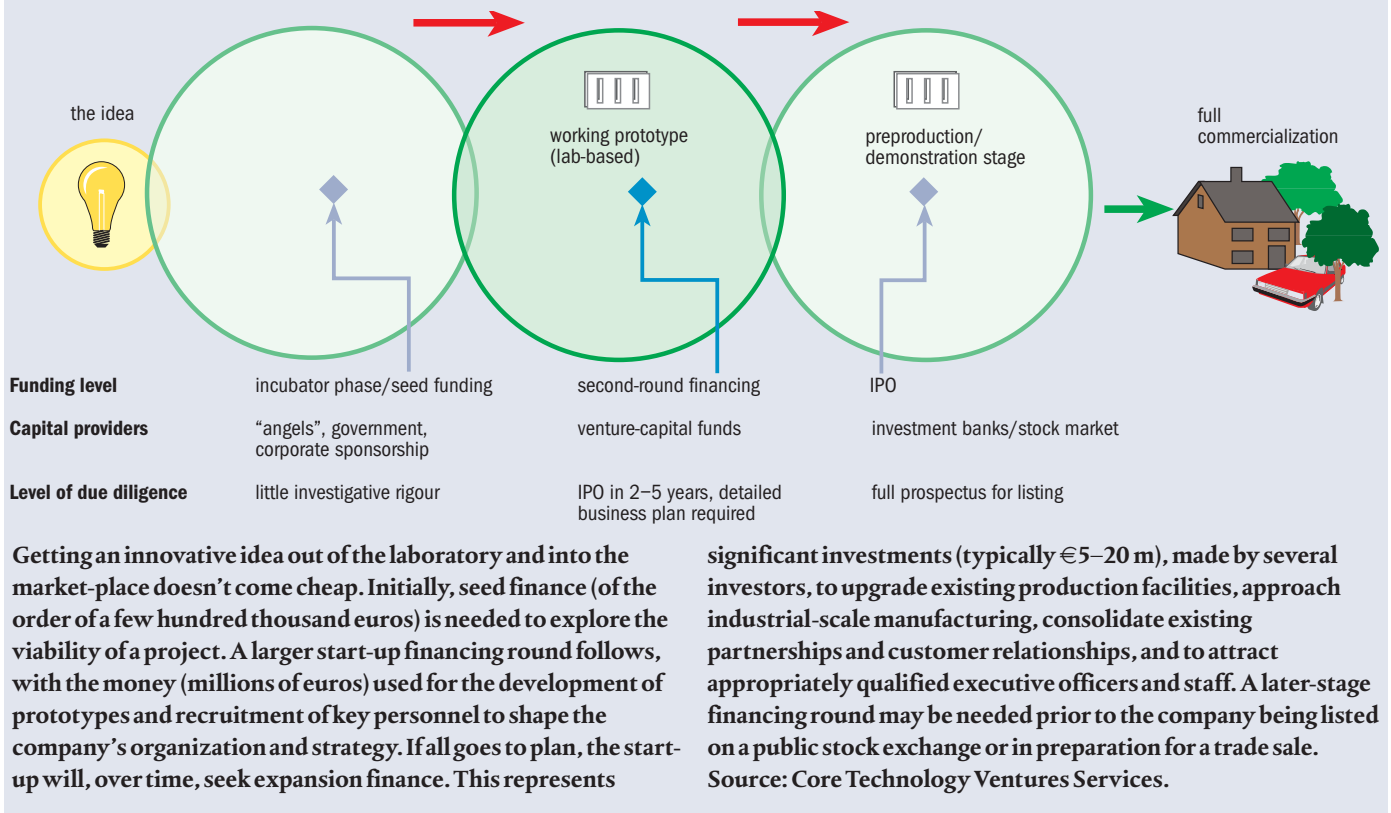 the idea
working prototype
(lab-based)
preproduction/
demonstration stage
full
commercialization
Funding level
incubator phase/seed funding
second-round financing
IPO
Capital providers
“angels”, government,
corporate sponsorship
venture-capital funds
investment banks/stock market
Level of due diligence
little investigative rigour
IPO in 2–5 years, detailed
business plan required
full prospectus for listing
Getting an innovative idea out of the laboratory and into the
market-place doesn’t come cheap. Initially, seed finance (of the
order of a few hundred thousand euros) is needed to explore the
viability of a project. A larger start-up financing round follows,
with the money (millions of euros) used for the development of
prototypes and recruitment of key personnel to shape the
company’s organization and strategy. If all goes to plan, the start-
up will, over time, seek expansion finance. This represents
significant investments (typically €5–20 m), made by several
investors, to upgrade existing production facilities, approach
industrial-scale manufacturing, consolidate existing
partnerships and customer relationships, and to attract
appropriately qualified executive officers and staff. A later-stage
financing round may be needed prior to the company being listed
on a public stock exchange or in preparation for a trade sale.
Source: Core Technology Ventures Services.